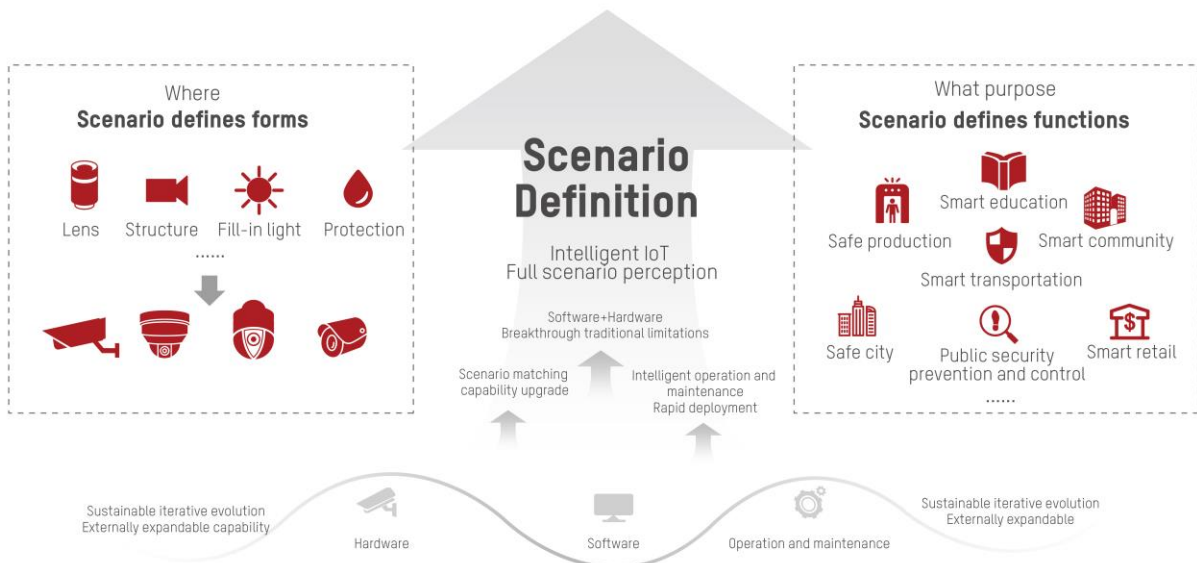 Where
Scenario defines forms
Lens
Structure
Fill-in light
Protection
......
Scenario
Definition
Intelligent IoT
Full scenario perception
Software+Hardware
Breakthrough traditional limitations
Scenario matching
capability upgrade
Intelligent operation and
maintenance
Rapid deployment
What purpose
Scenario defines functions
Smart education
Safe production
Smart community
Smart transportation
Safe city
Public security
prevention and control
Smart retail
......
Sustainable iterative evolution
Externally expandable capability
Hardware
Software
Operation and maintenance
Sustainable iterative evolution
Externally expandable